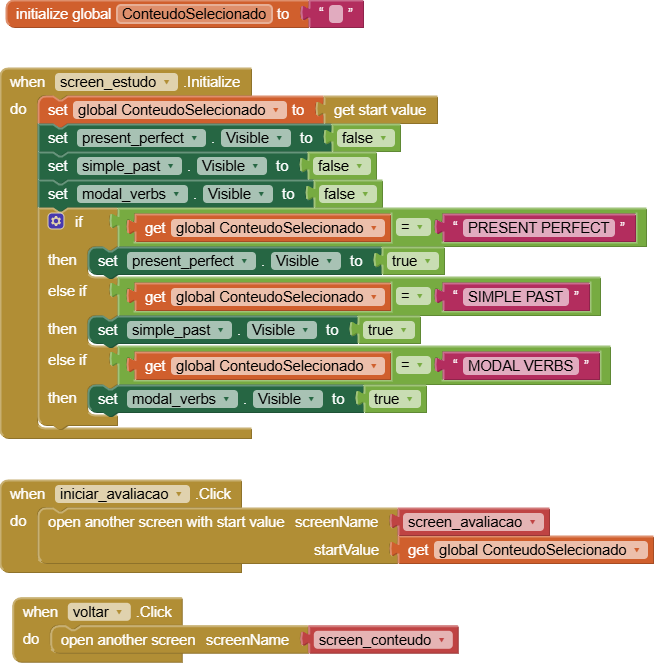 initialize global ConteudoSelecionado to “ ”
when screen_estudo .Initialize
do set global ConteudoSelecionado to get start value
set present_perfect . Visible to false
set simple_past . Visible to false
set modal_verbs . Visible to false
if get global ConteudoSelecionado = “ PRESENT PERFECT ”
then set present_perfect . Visible to true
else if get global ConteudoSelecionado = “ SIMPLE PAST ”
then set simple_past . Visible to true
else if get global ConteudoSelecionado = “ MODAL VERBS ”
then set modal_verbs . Visible to true
when iniciar_avaliacao .Click
do open another screen with start value screenName screen_avaliacao
startValue get global ConteudoSelecionado
when voltar .Click
do open another screen screenName screen_conteudo